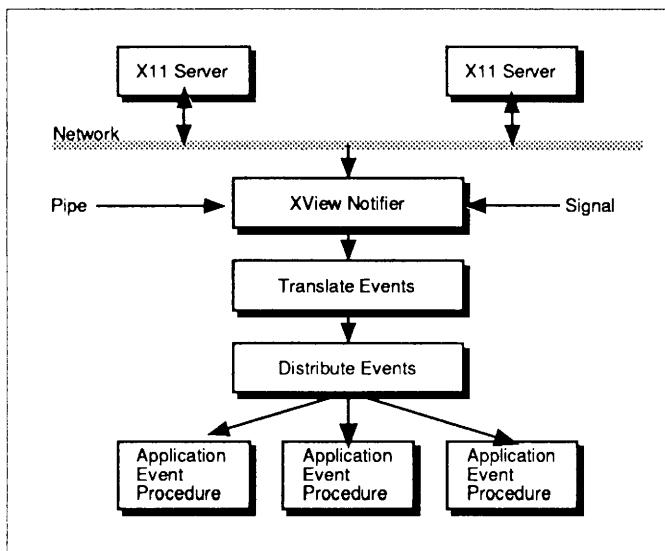 X11 Server
X11 Server
Network
Pipe
XView Notifier
Signal
Translate Events
Distribute Events
Application
Event
Procedure
Application
Event
Procedure
Application
Event
Procedure